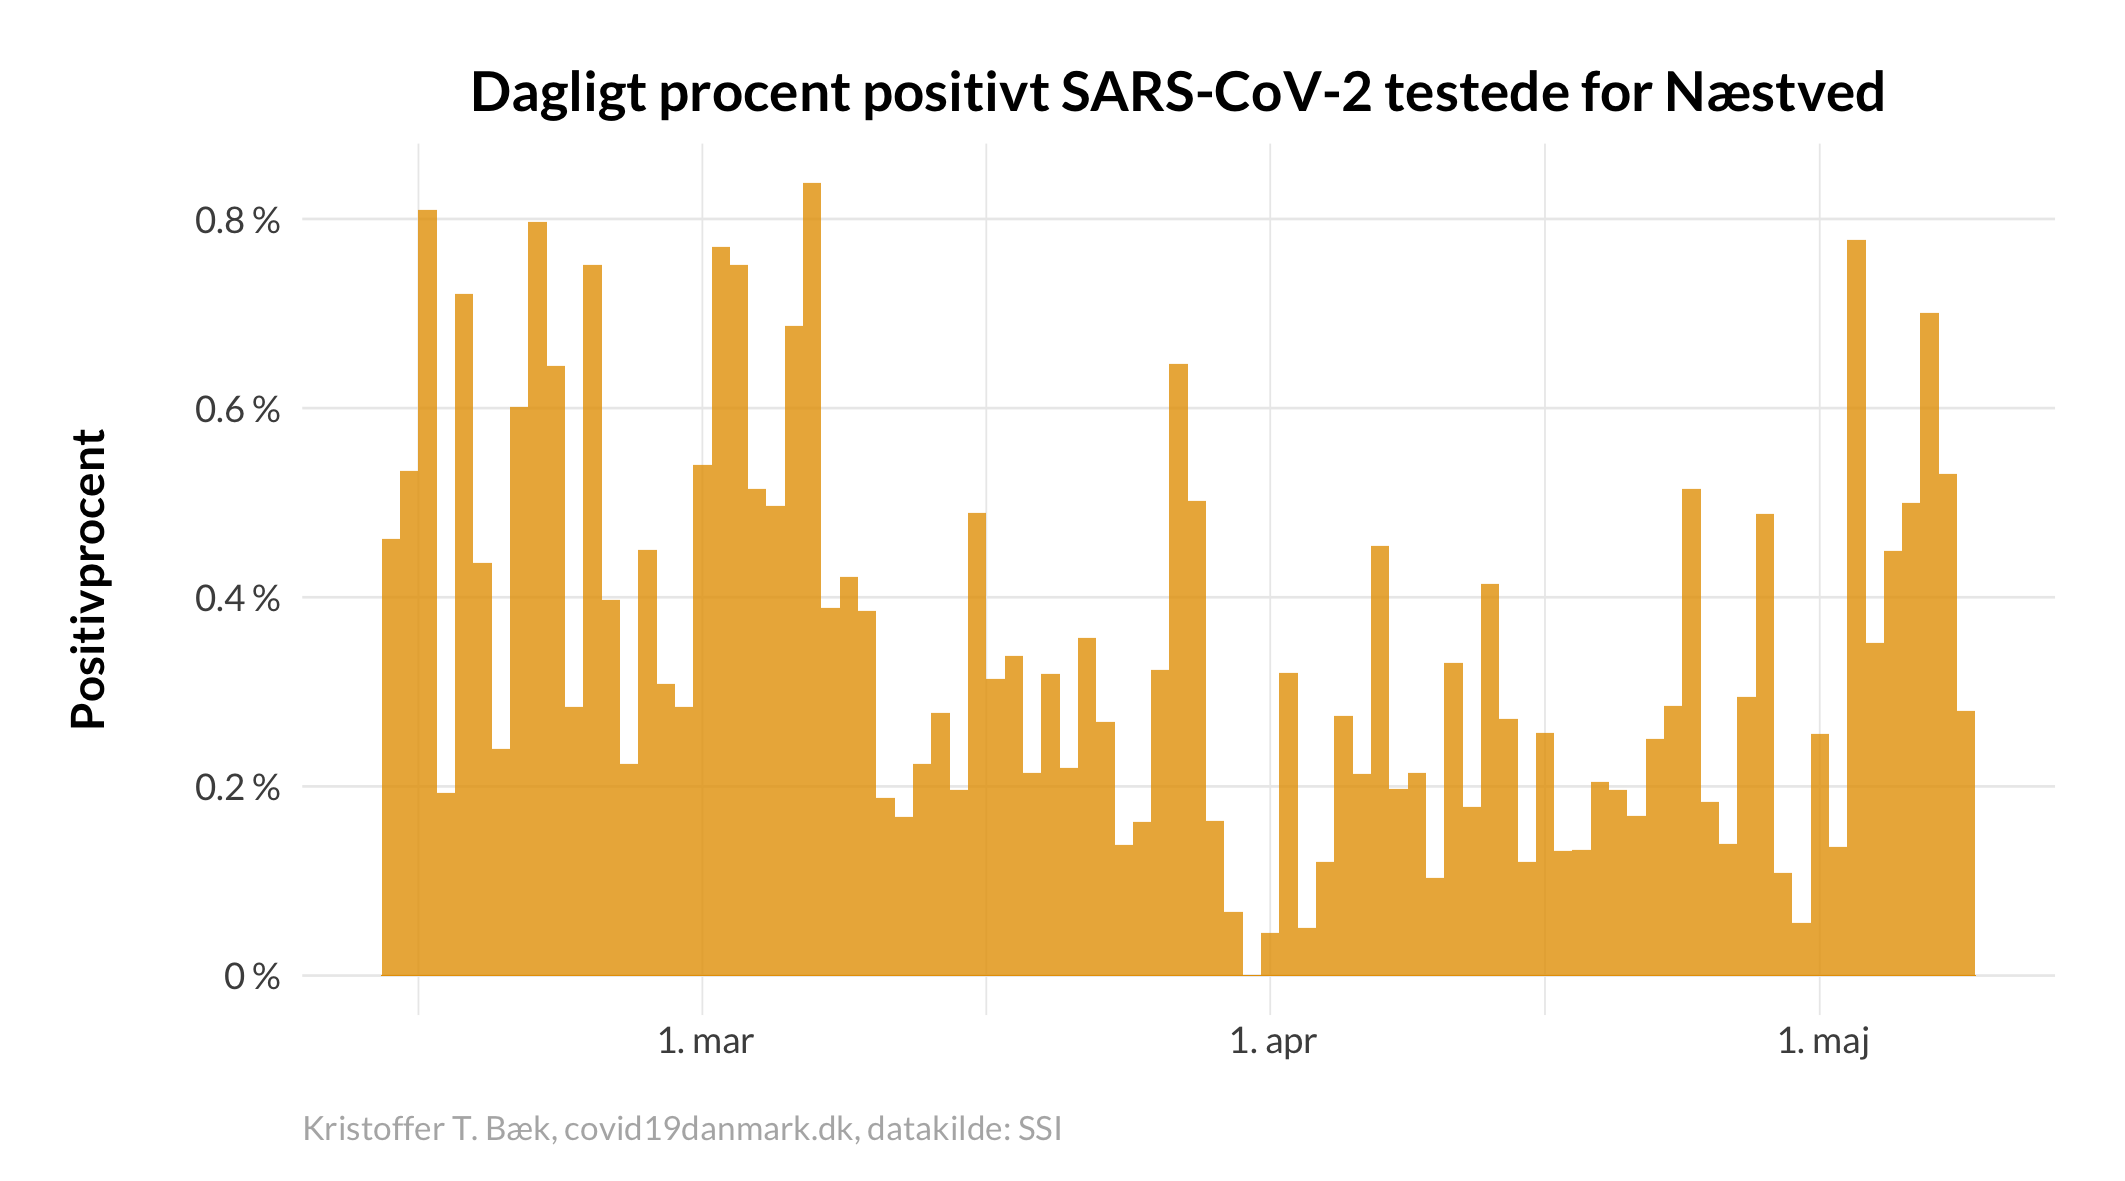 Dagligt procent positivt SARS-CoV-2 testede for Næstved
Positivprocent
0.8 %
0.6 %
0.4 %
0.2 %
0 %
1. mar
1. apr
1. maj
Kristoffer T. Bæk, covid19danmark.dk, datakilde: SSI